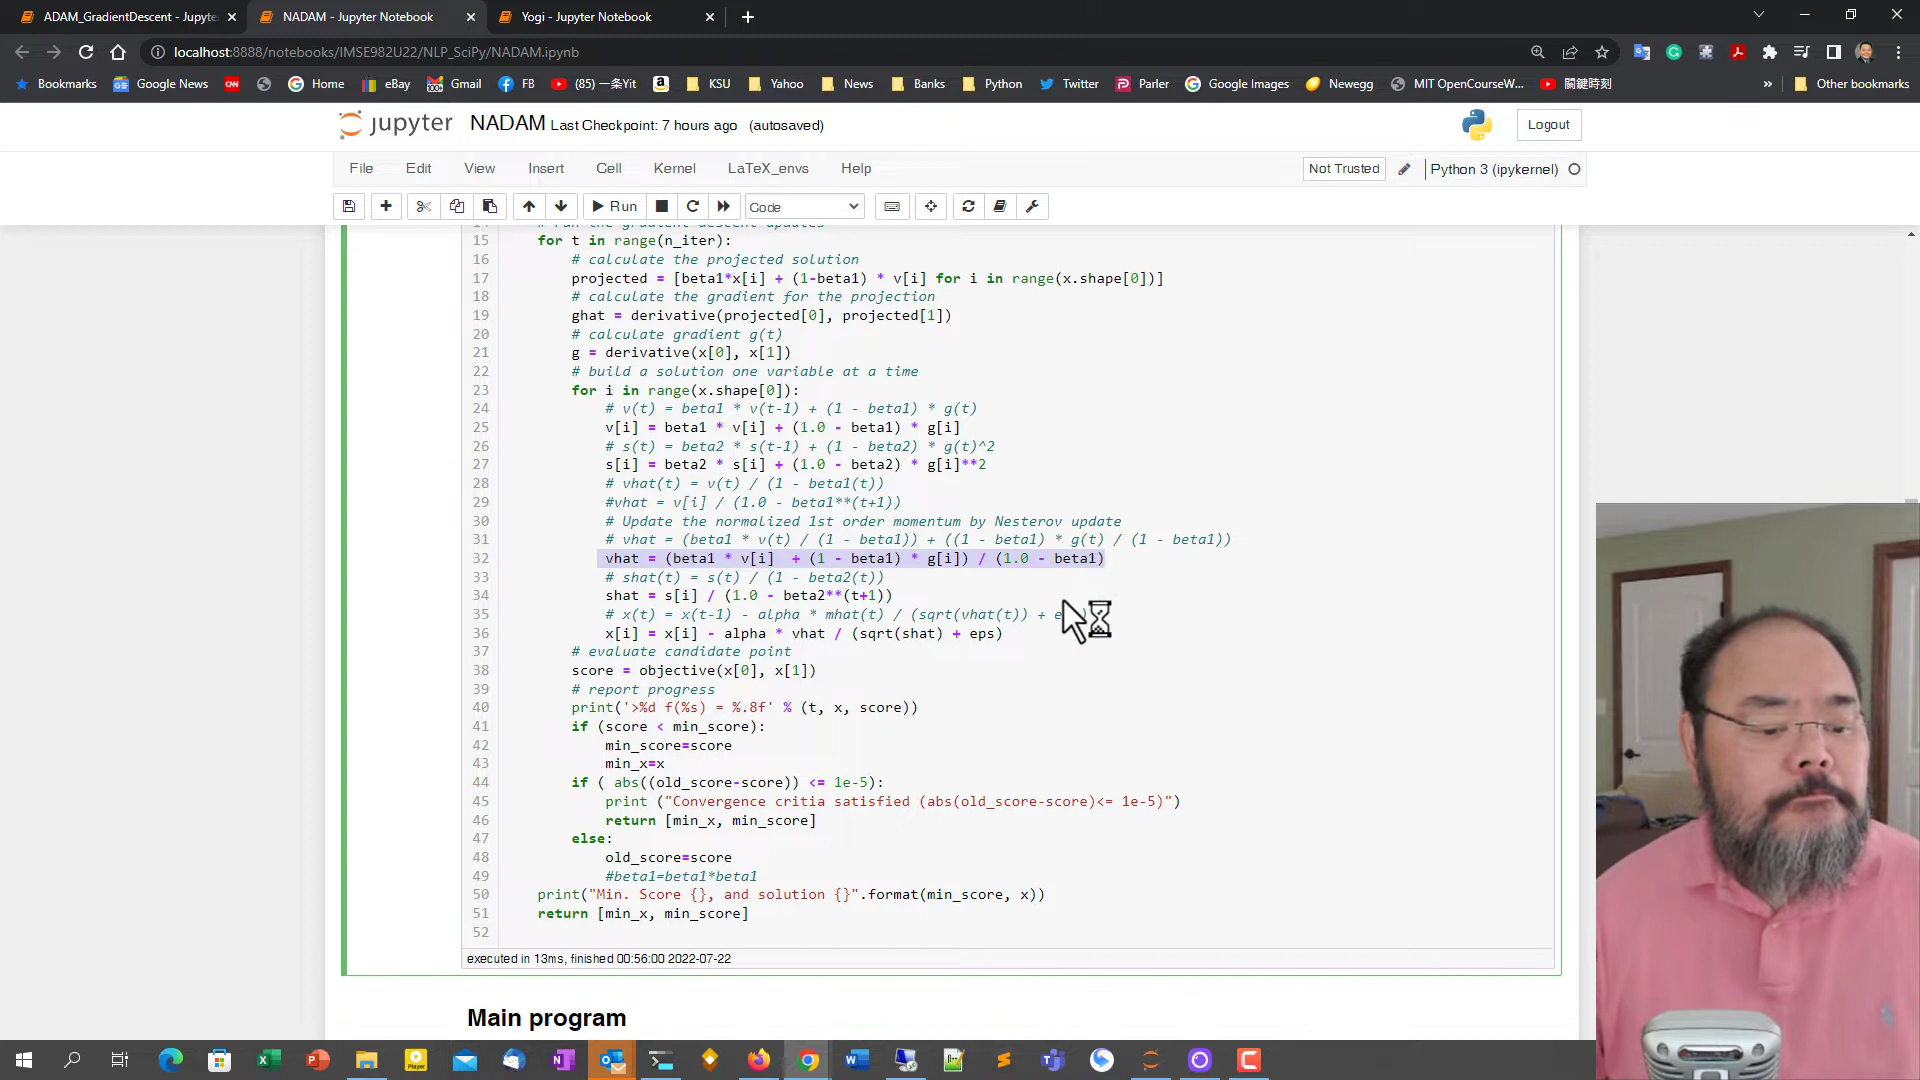 ADAM_GradientDescent - Jupyte
NADAM - Jupyter Notebook
Yogi - Jupyter Notebook
localhost:8888/notebooks/IMSE982U22/NLP_SciPy/NADAM.ipynb
Bookmarks
Google News
CNN
Home
eBay
Gmail
FB
(85) 一条Yit
KSU
Yahoo
News
Banks
Python
Twitter
Parler
Google Images
Newegg
MIT OpenCourseW...
關鍵時刻
»
Other bookmarks
jupyter
NADAM Last Checkpoint: 7 hours ago (autosaved)
Logout
File
Edit
View
Insert
Cell
Kernel
LaTeX_envs
Help
Not Trusted
Python 3 (ipykernel)
Run
Code
14 # run the gradient descent updates
15 for t in range(n_iter):
16 # calculate the projected solution
17 projected = [beta1*x[i] + (1-beta1) * v[i] for i in range(x.shape[0])]
18 # calculate the gradient for the projection
19 ghat = derivative(projected[0], projected[1])
20 # calculate gradient g(t)
21 g = derivative(x[0], x[1])
22 # build a solution one variable at a time
23 for i in range(x.shape[0]):
24 # v(t) = beta1 * v(t-1) + (1 - beta1) * g(t)
25 v[i] = beta1 * v[i] + (1.0 - beta1) * g[i]
26 # s(t) = beta2 * s(t-1) + (1 - beta2) * g(t)^2
27 s[i] = beta2 * s[i] + (1.0 - beta2) * g[i]**2
28 # vhat(t) = v(t) / (1 - beta1(t))
29 #vhat = v[i] / (1.0 - beta1**(t+1))
30 # Update the normalized 1st order momentum by Nesterov update
31 # vhat = (beta1 * v(t) / (1 - beta1)) + ((1 - beta1) * g(t) / (1 - beta1))
32 vhat = (beta1 * v[i]  + (1 - beta1) * g[i]) / (1.0 - beta1)
33 # shat(t) = s(t) / (1 - beta2(t))
34 shat = s[i] / (1.0 - beta2**(t+1))
35 # x(t) = x(t-1) - alpha * mhat(t) / (sqrt(vhat(t)) + e
36 x[i] = x[i] - alpha * vhat / (sqrt(shat) + eps)
37 # evaluate candidate point
38 score = objective(x[0], x[1])
39 # report progress
40 print('>%d f(%s) = %.8f' % (t, x, score))
41 if (score < min_score):
42 min_score=score
43 min_x=x
44 if ( abs((old_score-score)) <= 1e-5):
45 print ("Convergence critia satisfied (abs(old_score-score)<= 1e-5)")
46 return [min_x, min_score]
47 else:
48 old_score=score
49 #beta1=beta1*beta1
50 print("Min. Score {}, and solution {}".format(min_score, x))
51 return [min_x, min_score]
52
executed in 13ms, finished 00:56:00 2022-07-22
Main program